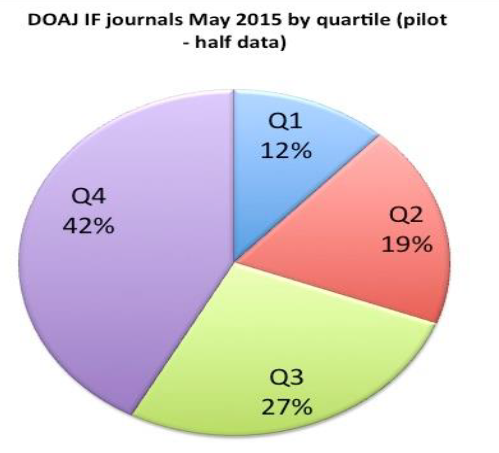 DOAJ IF journals May 2015 by quartile (pilot
- half data)
Q1
12%
Q2
19%
Q3
27%
Q4
42%